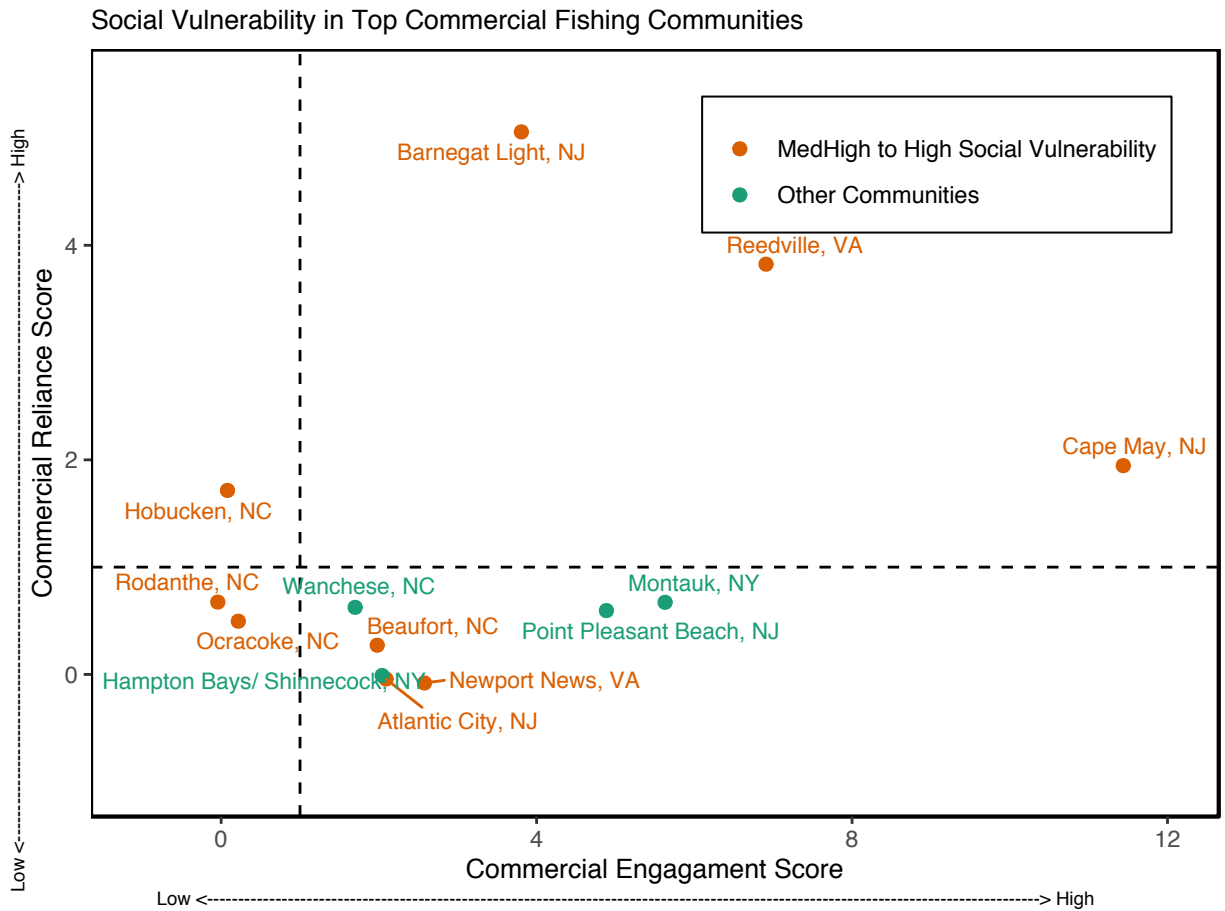 Social Vulnerability in Top Commercial Fishing Communities
MedHigh to High Social Vulnerability
Other Communities
Barnegat Light, NJ
Reedville, VA
Cape May, NJ
Hobucken, NC
Rodanthe, NC
Wanchese, NC
Montauk, NY
Ocracoke, NC
Beaufort, NC
Point Pleasant Beach, NJ
Hampton Bays/ Shinnecock, NY
Newport News, VA
Atlantic City, NJ
4
2
0
Commercial Reliance Score
Low <---------------------------------------------------------------------> High
0 4 8 12
Commercial Engagament Score
Low <---------------------------------------------------------------------> High